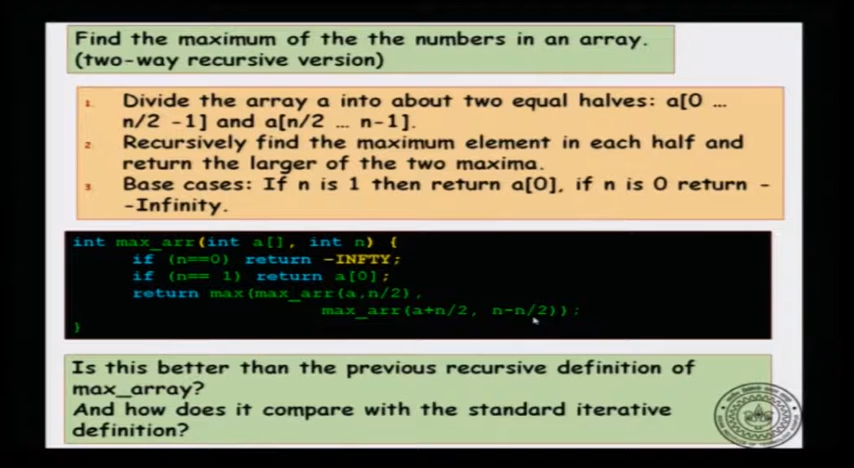 Find the maximum of the the numbers in an array.
(two-way recursive version)
1. Divide the array a into about two equal halves: a[0 ...
n/2 -1] and a[n/2 ... n-1].
2. Recursively find the maximum element in each half and
return the larger of the two maxima.
3. Base cases: If n is 1 then return a[0], if n is 0 return -
-Infinity.
int max_arr(int a[], int n) {
if (n==0) return -INFTY;
if (n== 1) return a[0];
return max(max_arr(a,n/2),
max_arr(a+n/2, n-n/2));
}
Is this better than the previous recursive definition of
max_array?
And how does it compare with the standard iterative
definition?